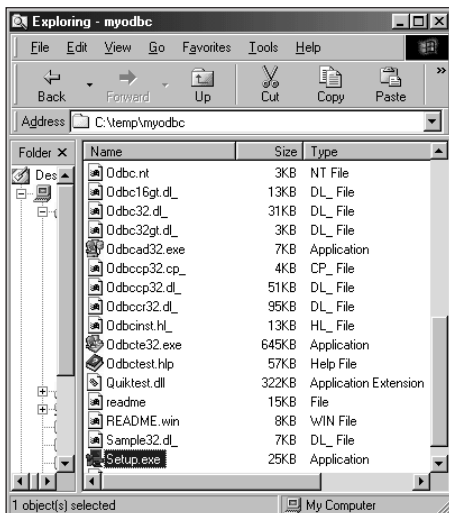 Exploring - myodbc
File Edit View Go Favorites Tools Help
Back Forward Up Cut Copy Paste »
Address C:\temp\myodbc
Folder Name Size Type
Des
Odbc.nt 3KB NT File
Odbc16gt.dl_ 13KB DL_ File
Odbc32.dl_ 31KB DL_ File
Odbc32gt.dl_ 3KB DL_ File
Odbcad32.exe 7KB Application
Odbccp32.cp_ 4KB CP_ File
Odbccp32.dl_ 51KB DL_ File
Odbccr32.dl_ 95KB DL_ File
Odbcinst.hl_ 13KB HL_ File
Odbcte32.exe 645KB Application
Odbctest.hlp 57KB Help File
Quiktest.dll 322KB Application Extension
readme 15KB File
README.win 8KB WIN File
Sample32.dl_ 7KB DL_ File
Setup.exe 25KB Application
1 object(s) selected My Computer